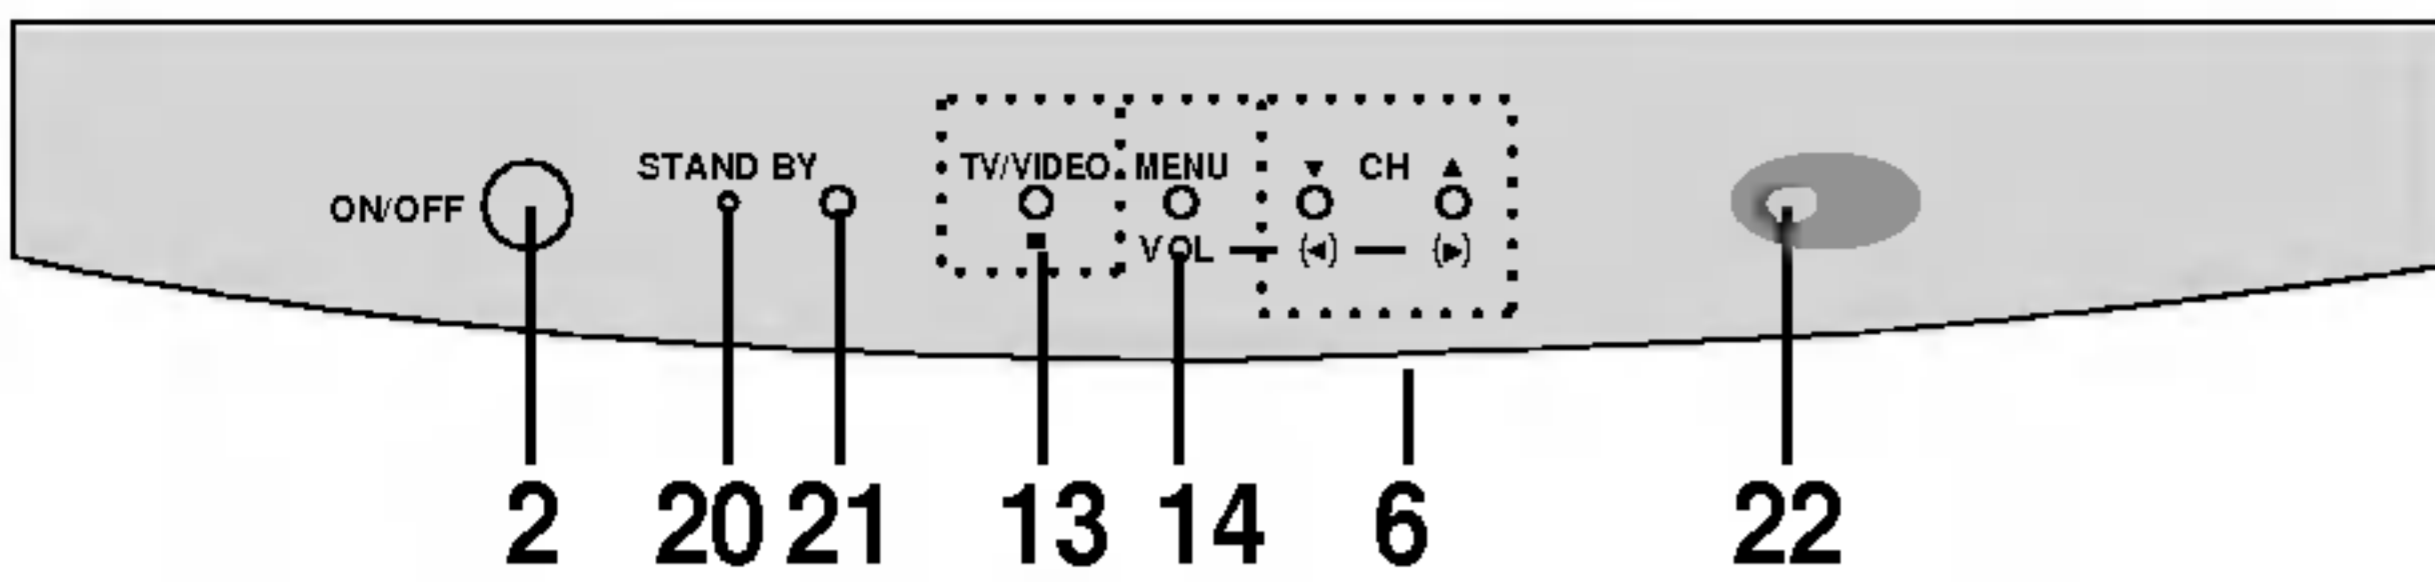 STAND BY TV/VIDEO MENU ▼ CH ▲
ON/OFF
■ VOL — (◀) — (▶)
2 20 21 13 14 6 22